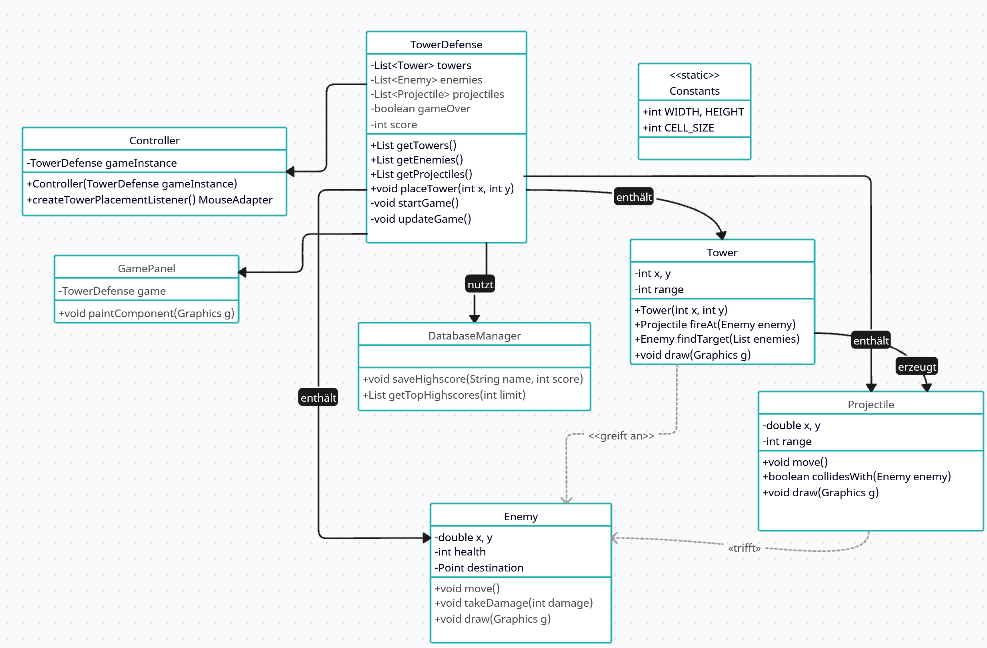 TowerDefense
-List<Tower> towers
-List<Enemy> enemies
-List<Projectile> projectiles
-boolean gameOver
-int score
+List getTowers()
+List getEnemies()
+List getProjectiles()
+void placeTower(int x, int y)
-void startGame()
-void updateGame()
<<static>>
Constants
+int WIDTH, HEIGHT
+int CELL_SIZE
Controller
-TowerDefense gameInstance
+Controller(TowerDefense gameInstance)
+createTowerPlacementListener() MouseAdapter
enthält
GamePanel
-TowerDefense game
+void paintComponent(Graphics g)
Tower
-int x, y
-int range
+Tower(int x, int y)
+Projectile fireAt(Enemy enemy)
+Enemy findTarget(List enemies)
+void draw(Graphics g)
nutzt
DatabaseManager
+void saveHighscore(String name, int score)
+List getTopHighscores(int limit)
enthält
erzeugt
enthält
Projectile
-double x, y
-int range
+void move()
+boolean collidesWith(Enemy enemy)
+void draw(Graphics g)
<<greift an>>
Enemy
-double x, y
-int health
-Point destination
+void move()
+void takeDamage(int damage)
+void draw(Graphics g)
«trifft»